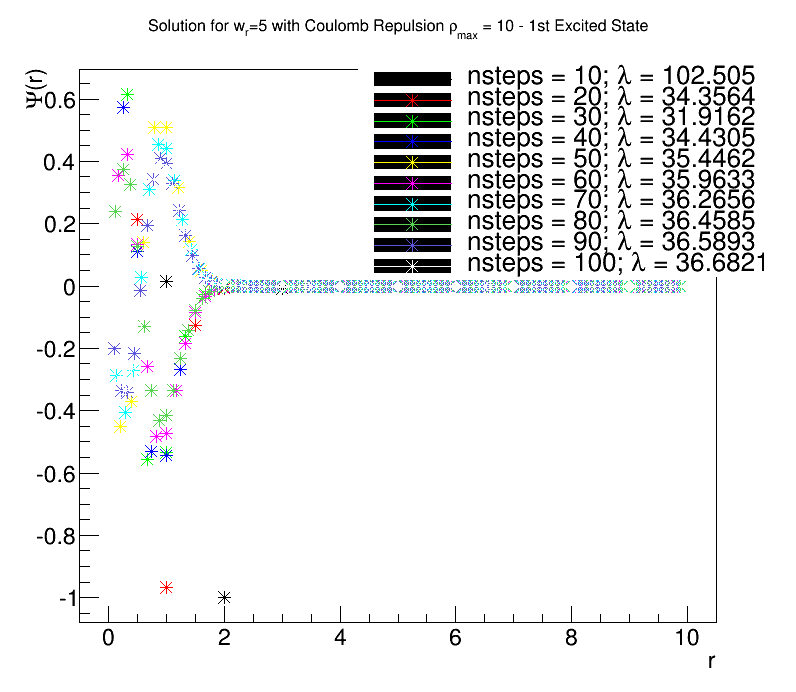 Solution for wr=5 with Coulomb Repulsion ρmax = 10 - 1st Excited State
Ψ(r)
nsteps = 10; λ = 102.505
nsteps = 20; λ = 34.3564
nsteps = 30; λ = 31.9162
nsteps = 40; λ = 34.4305
nsteps = 50; λ = 35.4462
nsteps = 60; λ = 35.9633
nsteps = 70; λ = 36.2656
nsteps = 80; λ = 36.4585
nsteps = 90; λ = 36.5893
nsteps = 100; λ = 36.6821
0.6
0.4
0.2
0
-0.2
-0.4
-0.6
-0.8
-1
0 2 4 6 8 10
r